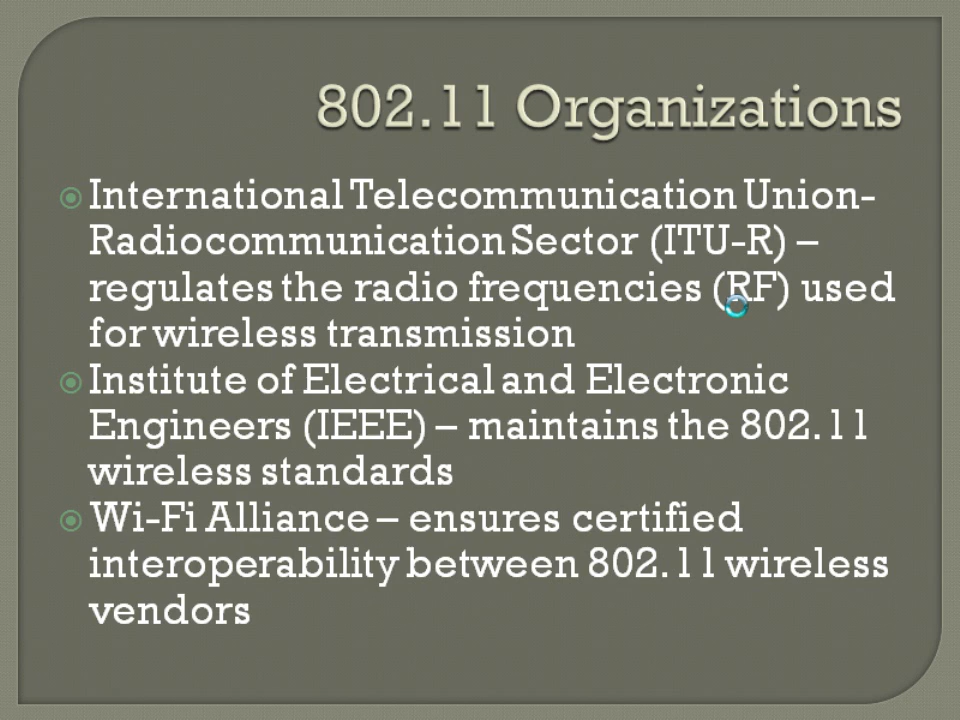 802.11 Organizations
International Telecommunication Union-
Radiocommunication Sector (ITU-R) –
regulates the radio frequencies (RF) used
for wireless transmission
Institute of Electrical and Electronic
Engineers (IEEE) – maintains the 802.11
wireless standards
Wi-Fi Alliance – ensures certified
interoperability between 802.11 wireless
vendors